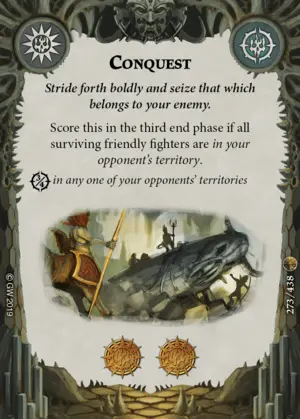 CONQUEST
Stride forth boldly and seize that which
belongs to your enemy.
Score this in the third end phase if all
surviving friendly fighters are in your
opponent's territory.
in any one of your opponents' territories
© GW 2019
273/438